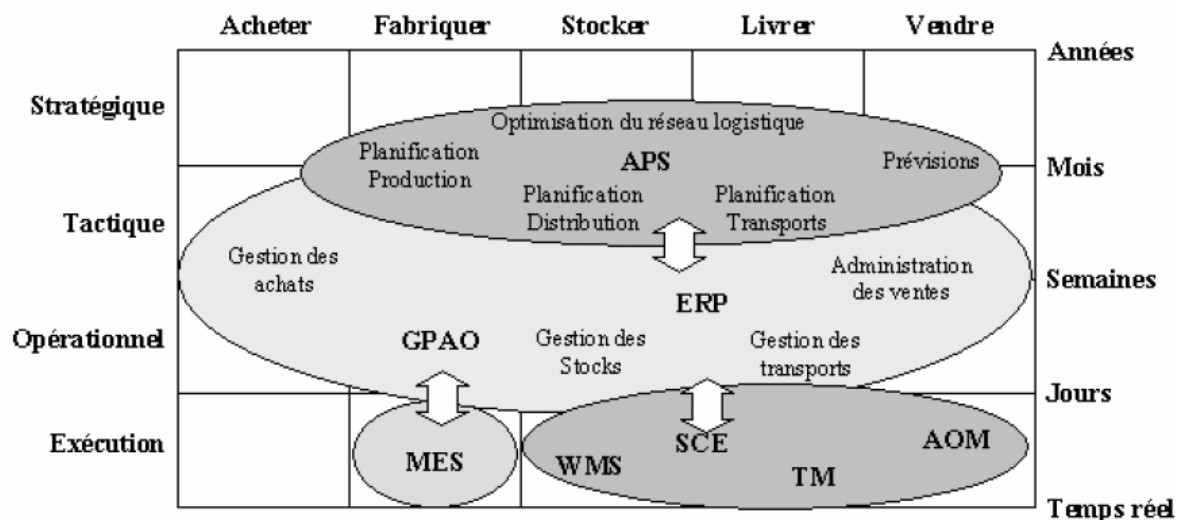 Acheter Fabriquer Stocker Livrer Vendre
Années
Stratégique
Optimisation du réseau logistique
Planification
Production
APS
Prévisions
Mois
Planification
Distribution
Planification
Transports
Tactique
Gestion des
achats
Administration
des ventes
Semaines
ERP
Opérationnel
GPAO
Gestion des
Stocks
Gestion des
transports
Jours
Exécution
MES
WMS
SCE
TM
AOM
Temps réel